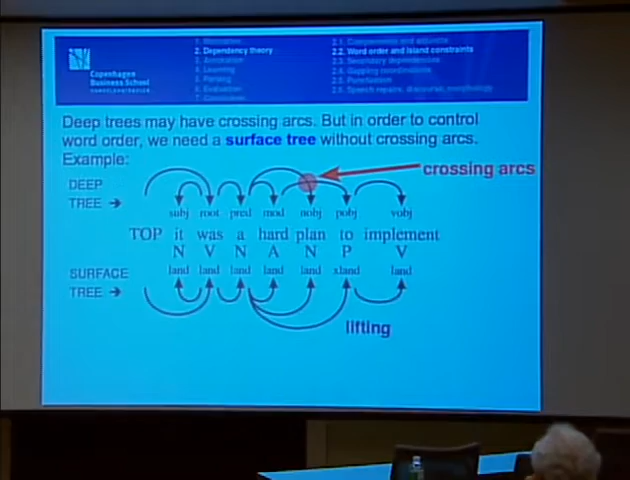 1. Motivation
2. Dependency theory
3. Annotation
4. Learning
5. Parsing
6. Evaluation
7. Conclusions
2.1. Complements and adjuncts
2.2. Word order and island constraints
2.3. Secondary dependencies
2.4. Gapping coordinations
2.5. Punctuation
2.6. Speech repairs, discourse, morphology
Copenhagen
Business School
Deep trees may have crossing arcs. But in order to control
word order, we need a surface tree without crossing arcs.
Example:
crossing arcs
DEEP
TREE →
subj root pred mod nobj pobj vobj
TOP it was a hard plan to implement
N V N A N P V
SURFACE
TREE →
land land land land land xland land
lifting